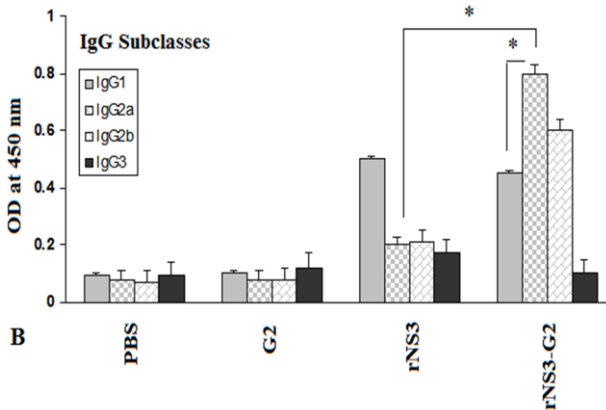 IgG Subclasses
IgG1
IgG2a
IgG2b
IgG3
*
*
OD at 450 nm
1
0.8
0.6
0.4
0.2
0
B
PBS
G2
rNS3
rNS3-G2